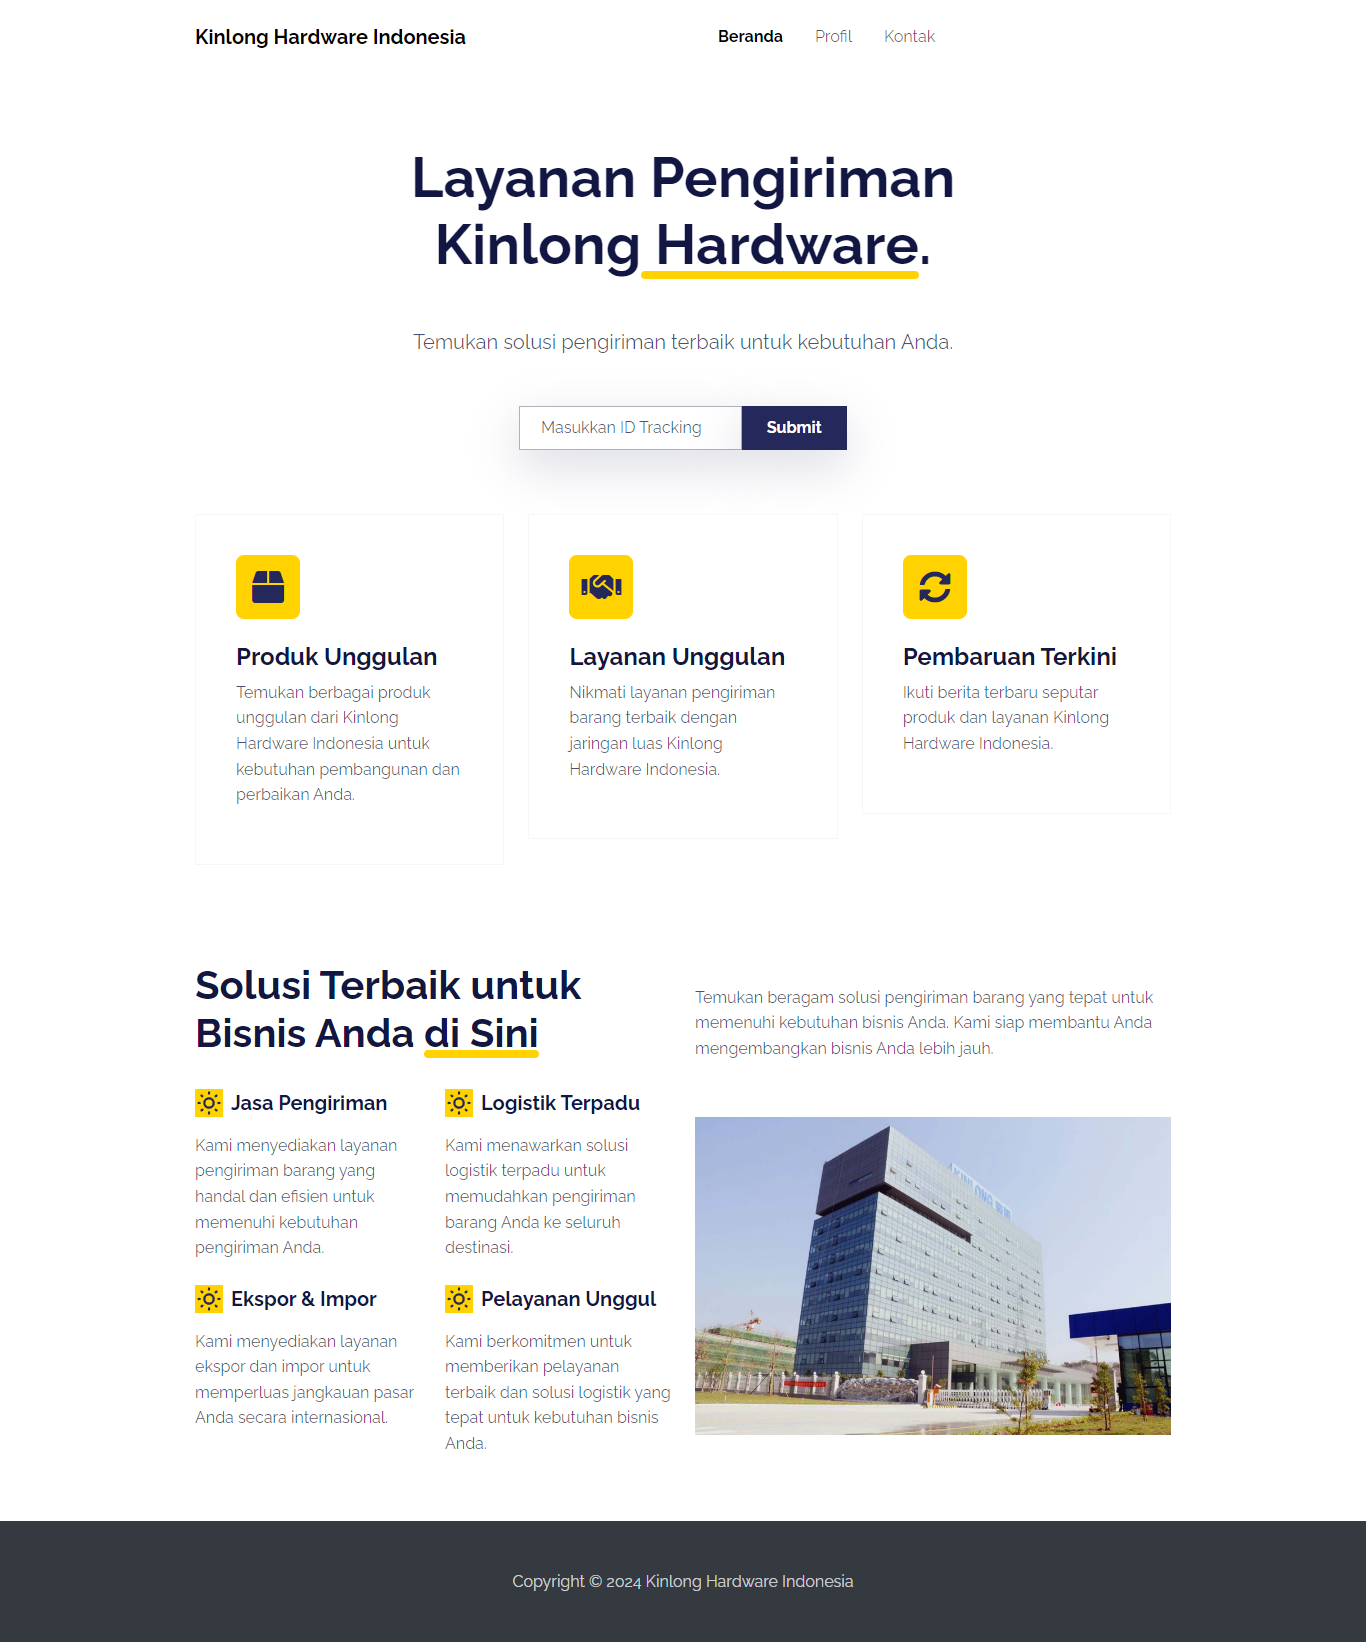 Kinlong Hardware Indonesia
Beranda Profil Kontak
Layanan Pengiriman
Kinlong Hardware.
Temukan solusi pengiriman terbaik untuk kebutuhan Anda.
Masukkan ID Tracking Submit
Produk Unggulan
Temukan berbagai produk
unggulan dari Kinlong
Hardware Indonesia untuk
kebutuhan pembangunan dan
perbaikan Anda.
Layanan Unggulan
Nikmati layanan pengiriman
barang terbaik dengan
jaringan luas Kinlong
Hardware Indonesia.
Pembaruan Terkini
Ikuti berita terbaru seputar
produk dan layanan Kinlong
Hardware Indonesia.
Solusi Terbaik untuk
Bisnis Anda di Sini
Jasa Pengiriman
Kami menyediakan layanan
pengiriman barang yang
handal dan efisien untuk
memenuhi kebutuhan
pengiriman Anda.
Logistik Terpadu
Kami menawarkan solusi
logistik terpadu untuk
memudahkan pengiriman
barang Anda ke seluruh
destinasi.
Ekspor & Impor
Kami menyediakan layanan
ekspor dan impor untuk
memperluas jangkauan pasar
Anda secara internasional.
Pelayanan Unggul
Kami berkomitmen untuk
memberikan pelayanan
terbaik dan solusi logistik yang
tepat untuk kebutuhan bisnis
Anda.
Temukan beragam solusi pengiriman barang yang tepat untuk
memenuhi kebutuhan bisnis Anda. Kami siap membantu Anda
mengembangkan bisnis Anda lebih jauh.
KINLONG
Copyright © 2024 Kinlong Hardware Indonesia